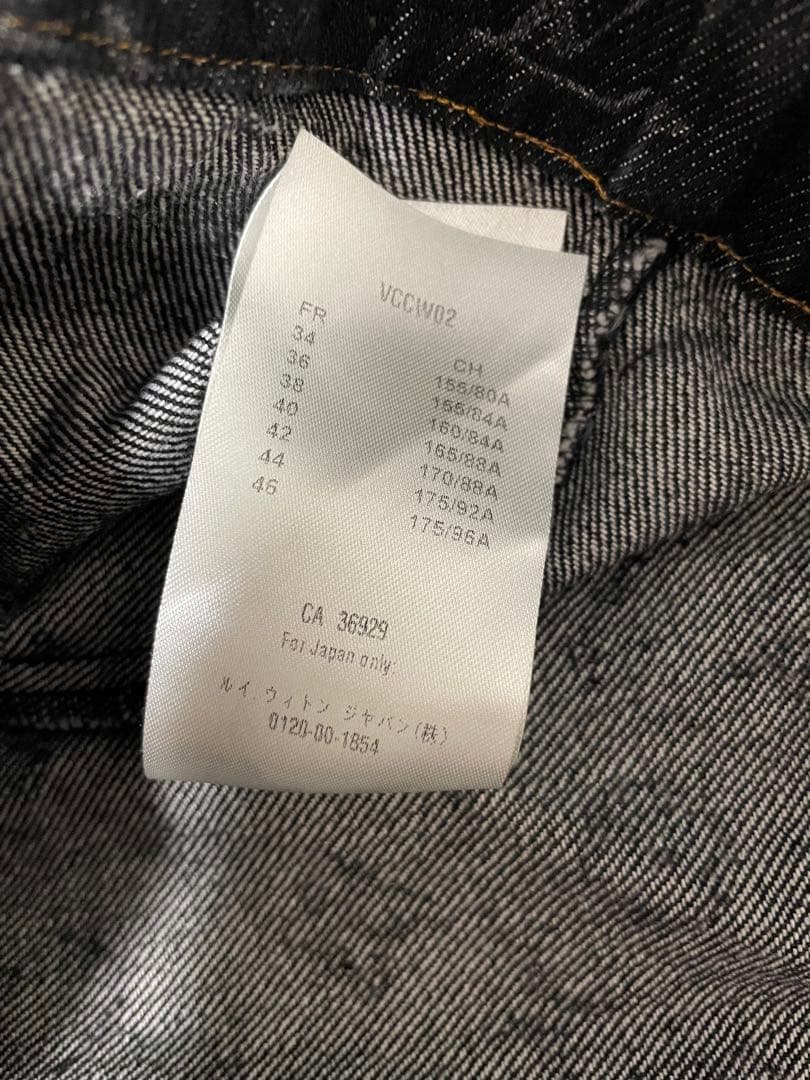 VCCW02
FR CH
34 155/80A
36 155/84A
38 160/84A
40 165/88A
42 170/88A
44 175/92A
46 175/96A
CA 36929
For Japan only:
ルイ.ヴィトン ジャパン(株)
0120-00-1854